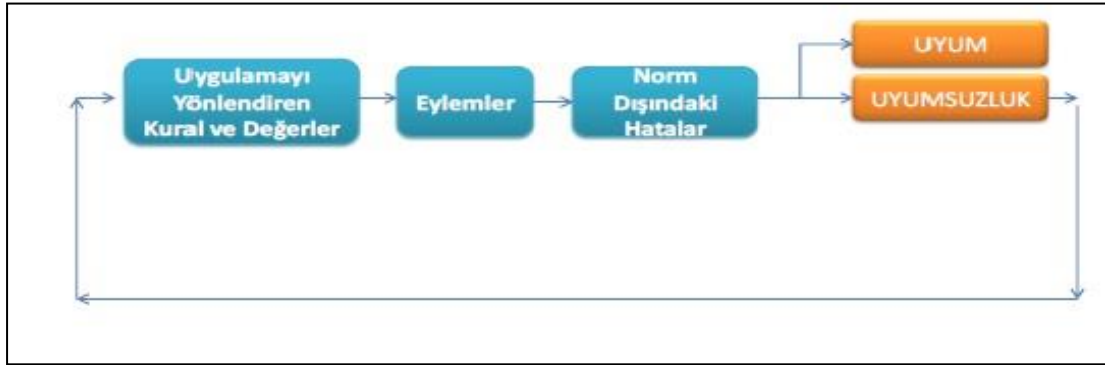 Uygulamayı
Yönlendiren
Kural ve Değerler
Eylemler
Norm
Dışındaki
Hatalar
UYUM
UYUMSUZLUK